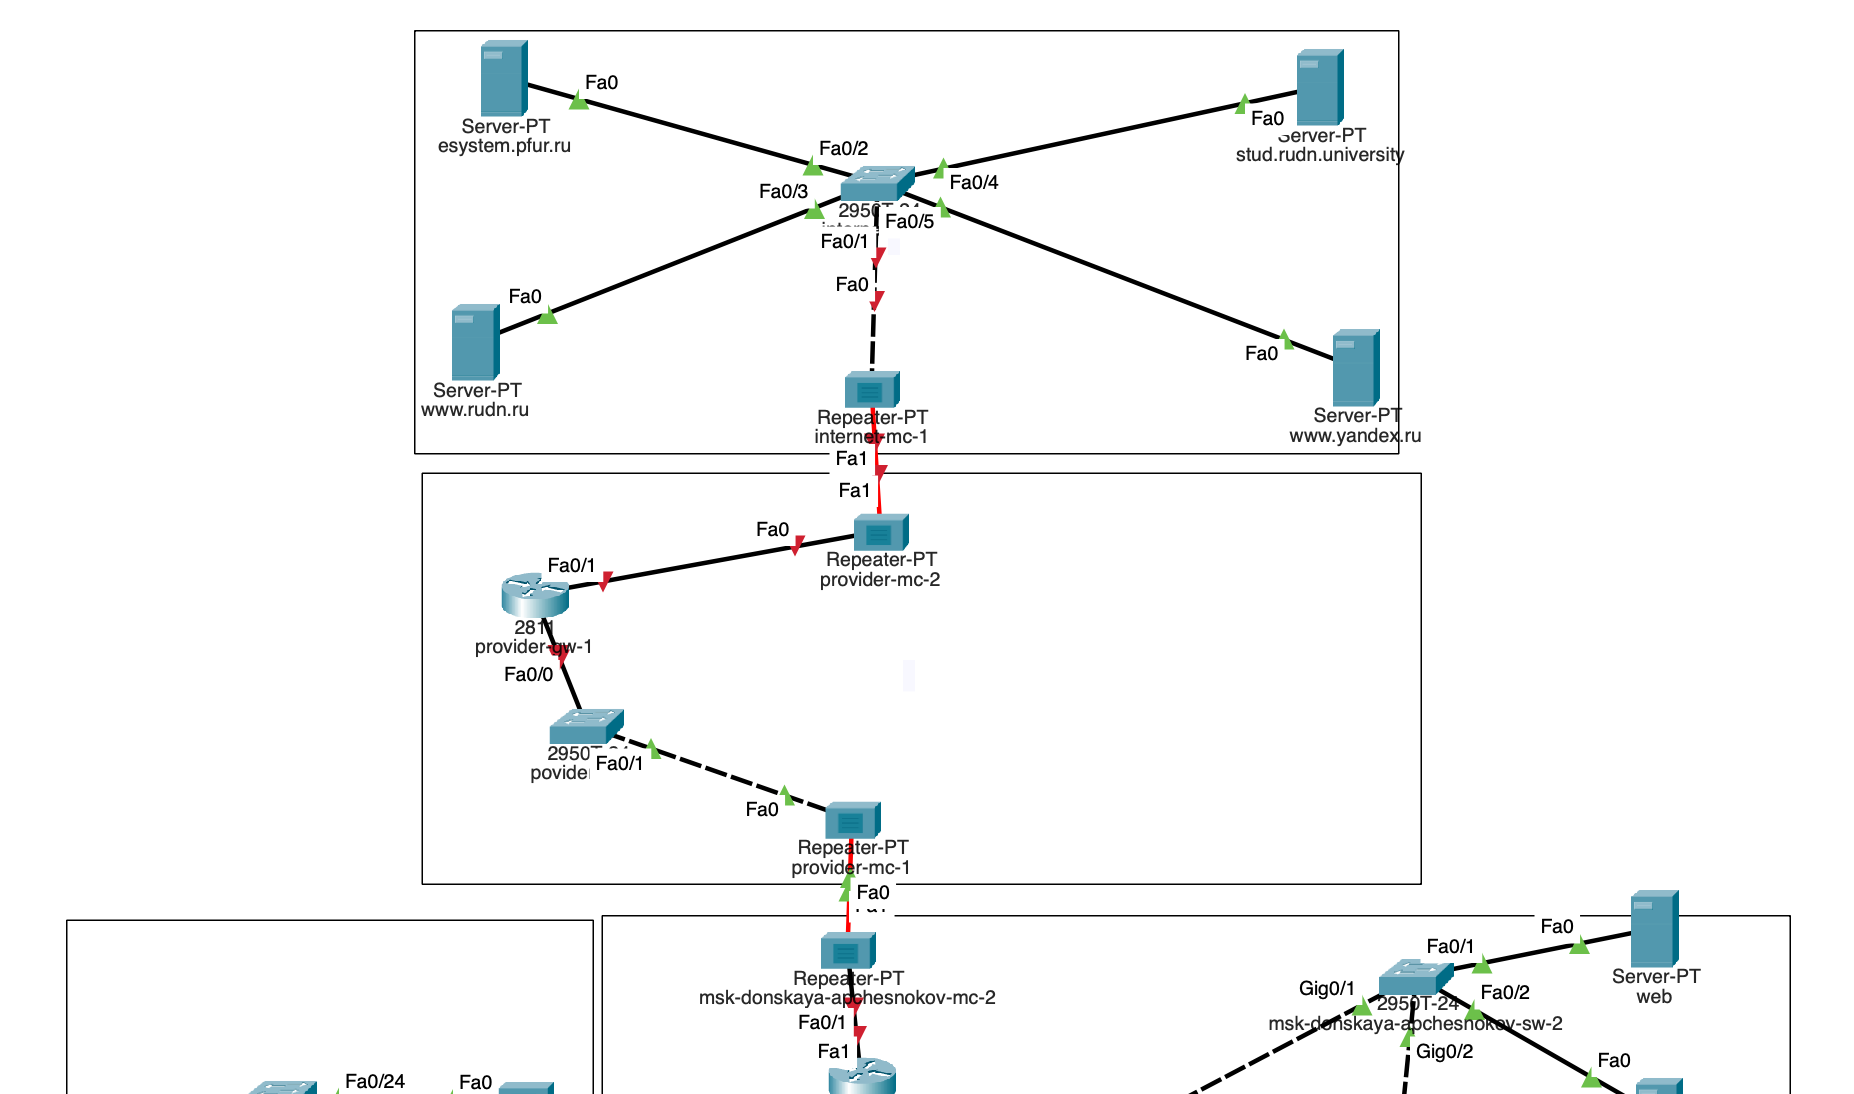 Fa0
Server-PT
esystem.pfur.ru
Fa0
Server-PT
stud.rudn.university
Fa0/2
Fa0/3
Fa0/4
Fa0/5
Fa0/1
Fa0
Fa0
Server-PT
www.rudn.ru
Fa0
Server-PT
www.yandex.ru
Repeater-PT
internet-mc-1
Fa1
Fa1
Fa0
Repeater-PT
provider-mc-2
Fa0/1
2811
provider-gw-1
Fa0/0
Fa0/1
Fa0
Repeater-PT
provider-mc-1
Fa0
Repeater-PT
msk-donskaya-apchesnokov-mc-2
Fa0/1
Fa1
Fa0
Server-PT
web
Fa0/1
Gig0/1
Fa0/2
2950T-24
msk-donskaya-apchesnokov-sw-2
Gig0/2
Fa0
Fa0/24
Fa0